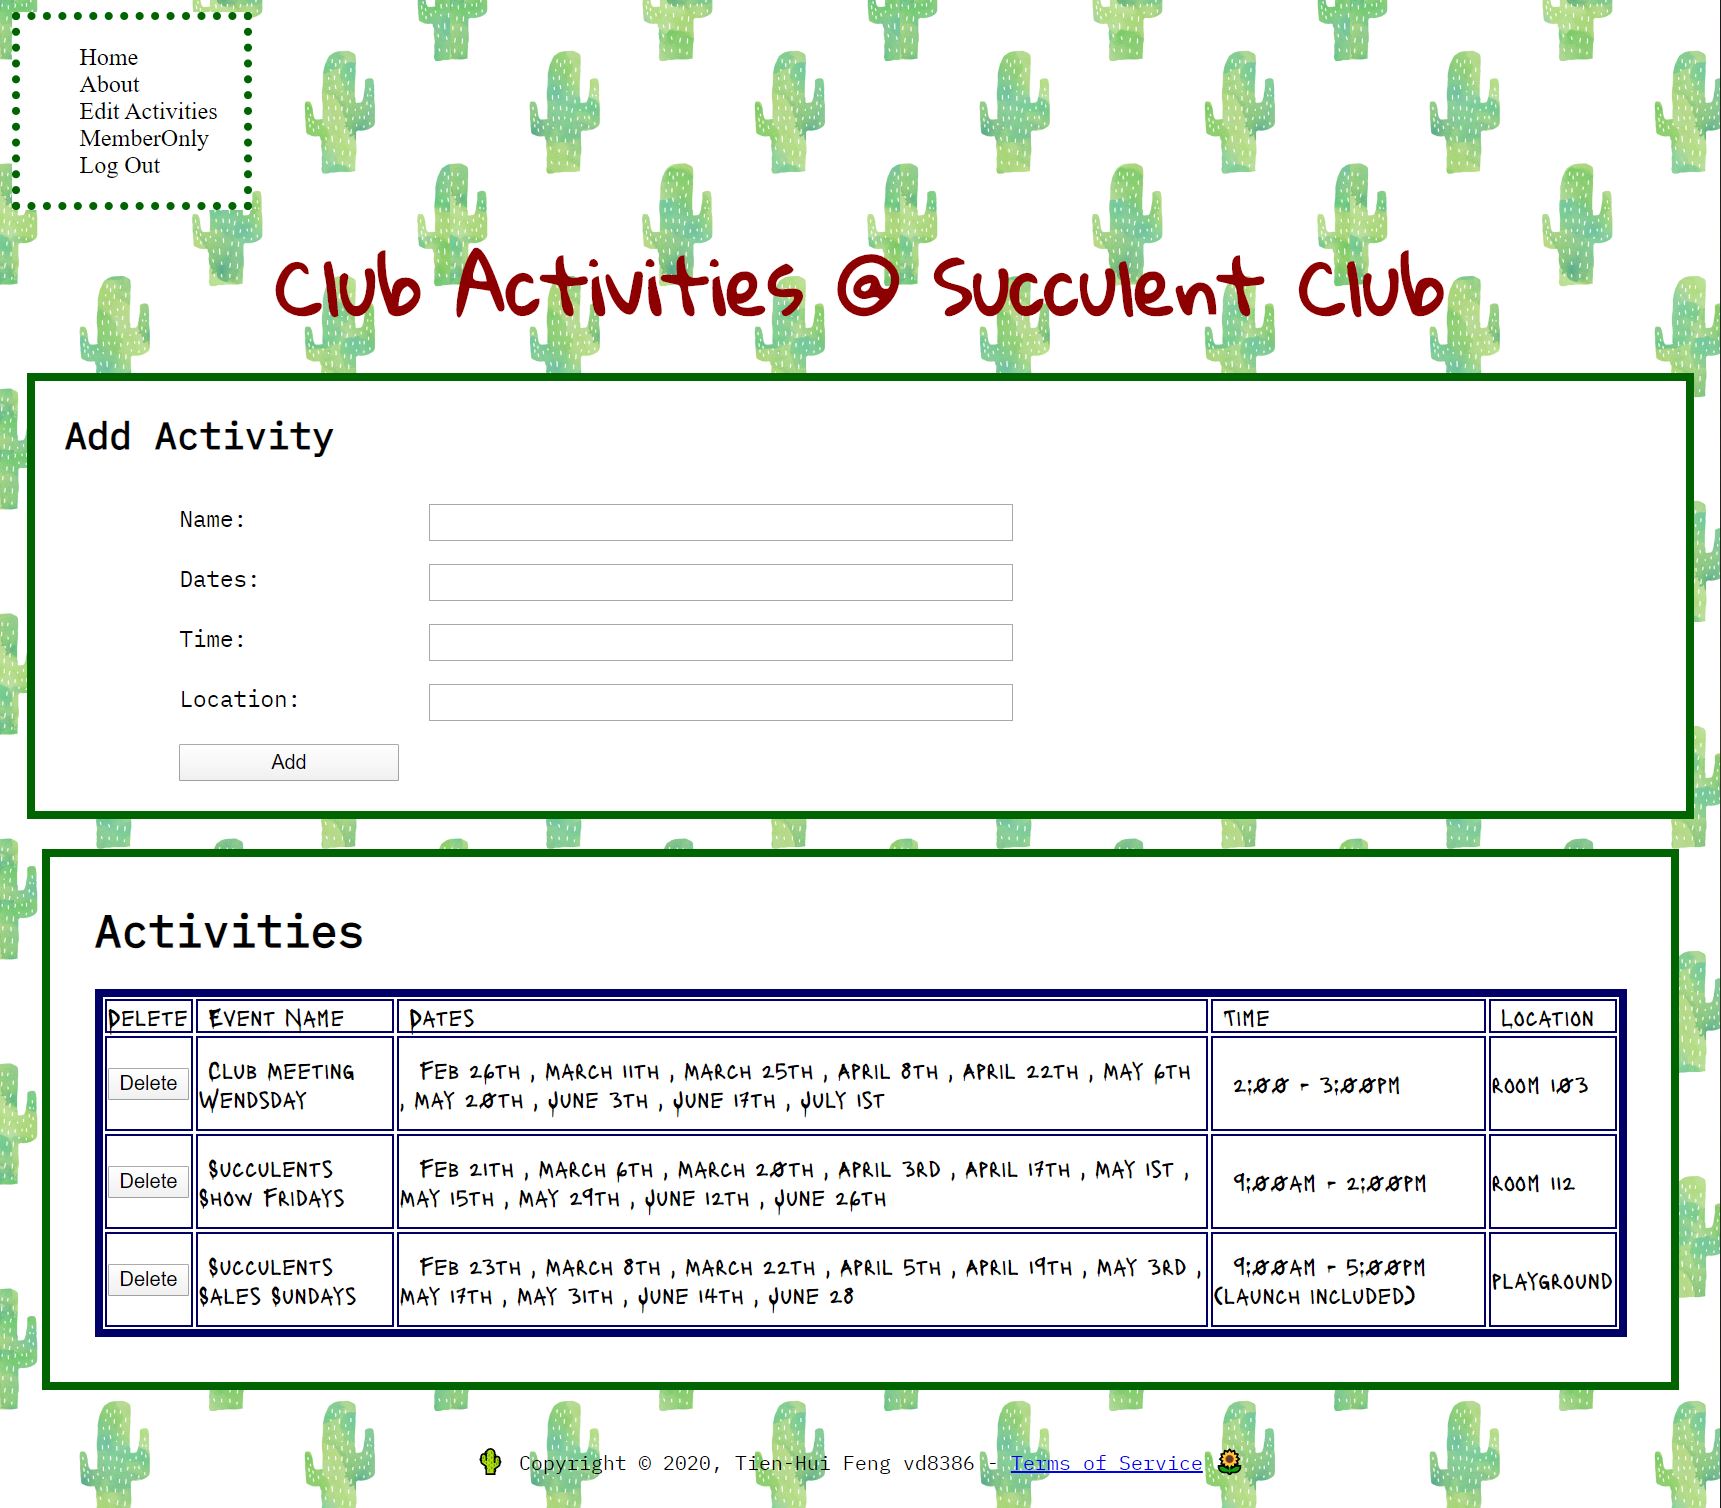 Home
About
Edit Activities
MemberOnly
Log Out
Club Activities @ Succulent Club
Add Activity
Name:
Dates:
Time:
Location:
Add
Activities
Delete Event Name Dates Time Location
Delete Club meeting Wendsday Feb 26th , March 11th , March 25th , April 8th , April 22th , May 6th , May 20th , June 3th , June 17th , July 1st 2:00 - 3:00pm Room 103
Delete Succulents Show Fridays Feb 21th , March 6th , March 20th , April 3rd , April 17th , May 1st , May 15th , May 29th , June 12th , June 26th 9:00am - 2:00pm Room 112
Delete Succulents Sales Sundays Feb 23th , March 8th , March 22th , April 5th , April 19th , May 3rd , May 17th , May 31th , June 14th , June 28 9:00am - 5:00pm (launch included) playground
Copyright © 2020, Tien-Hui Feng vd8386 - Terms of Service